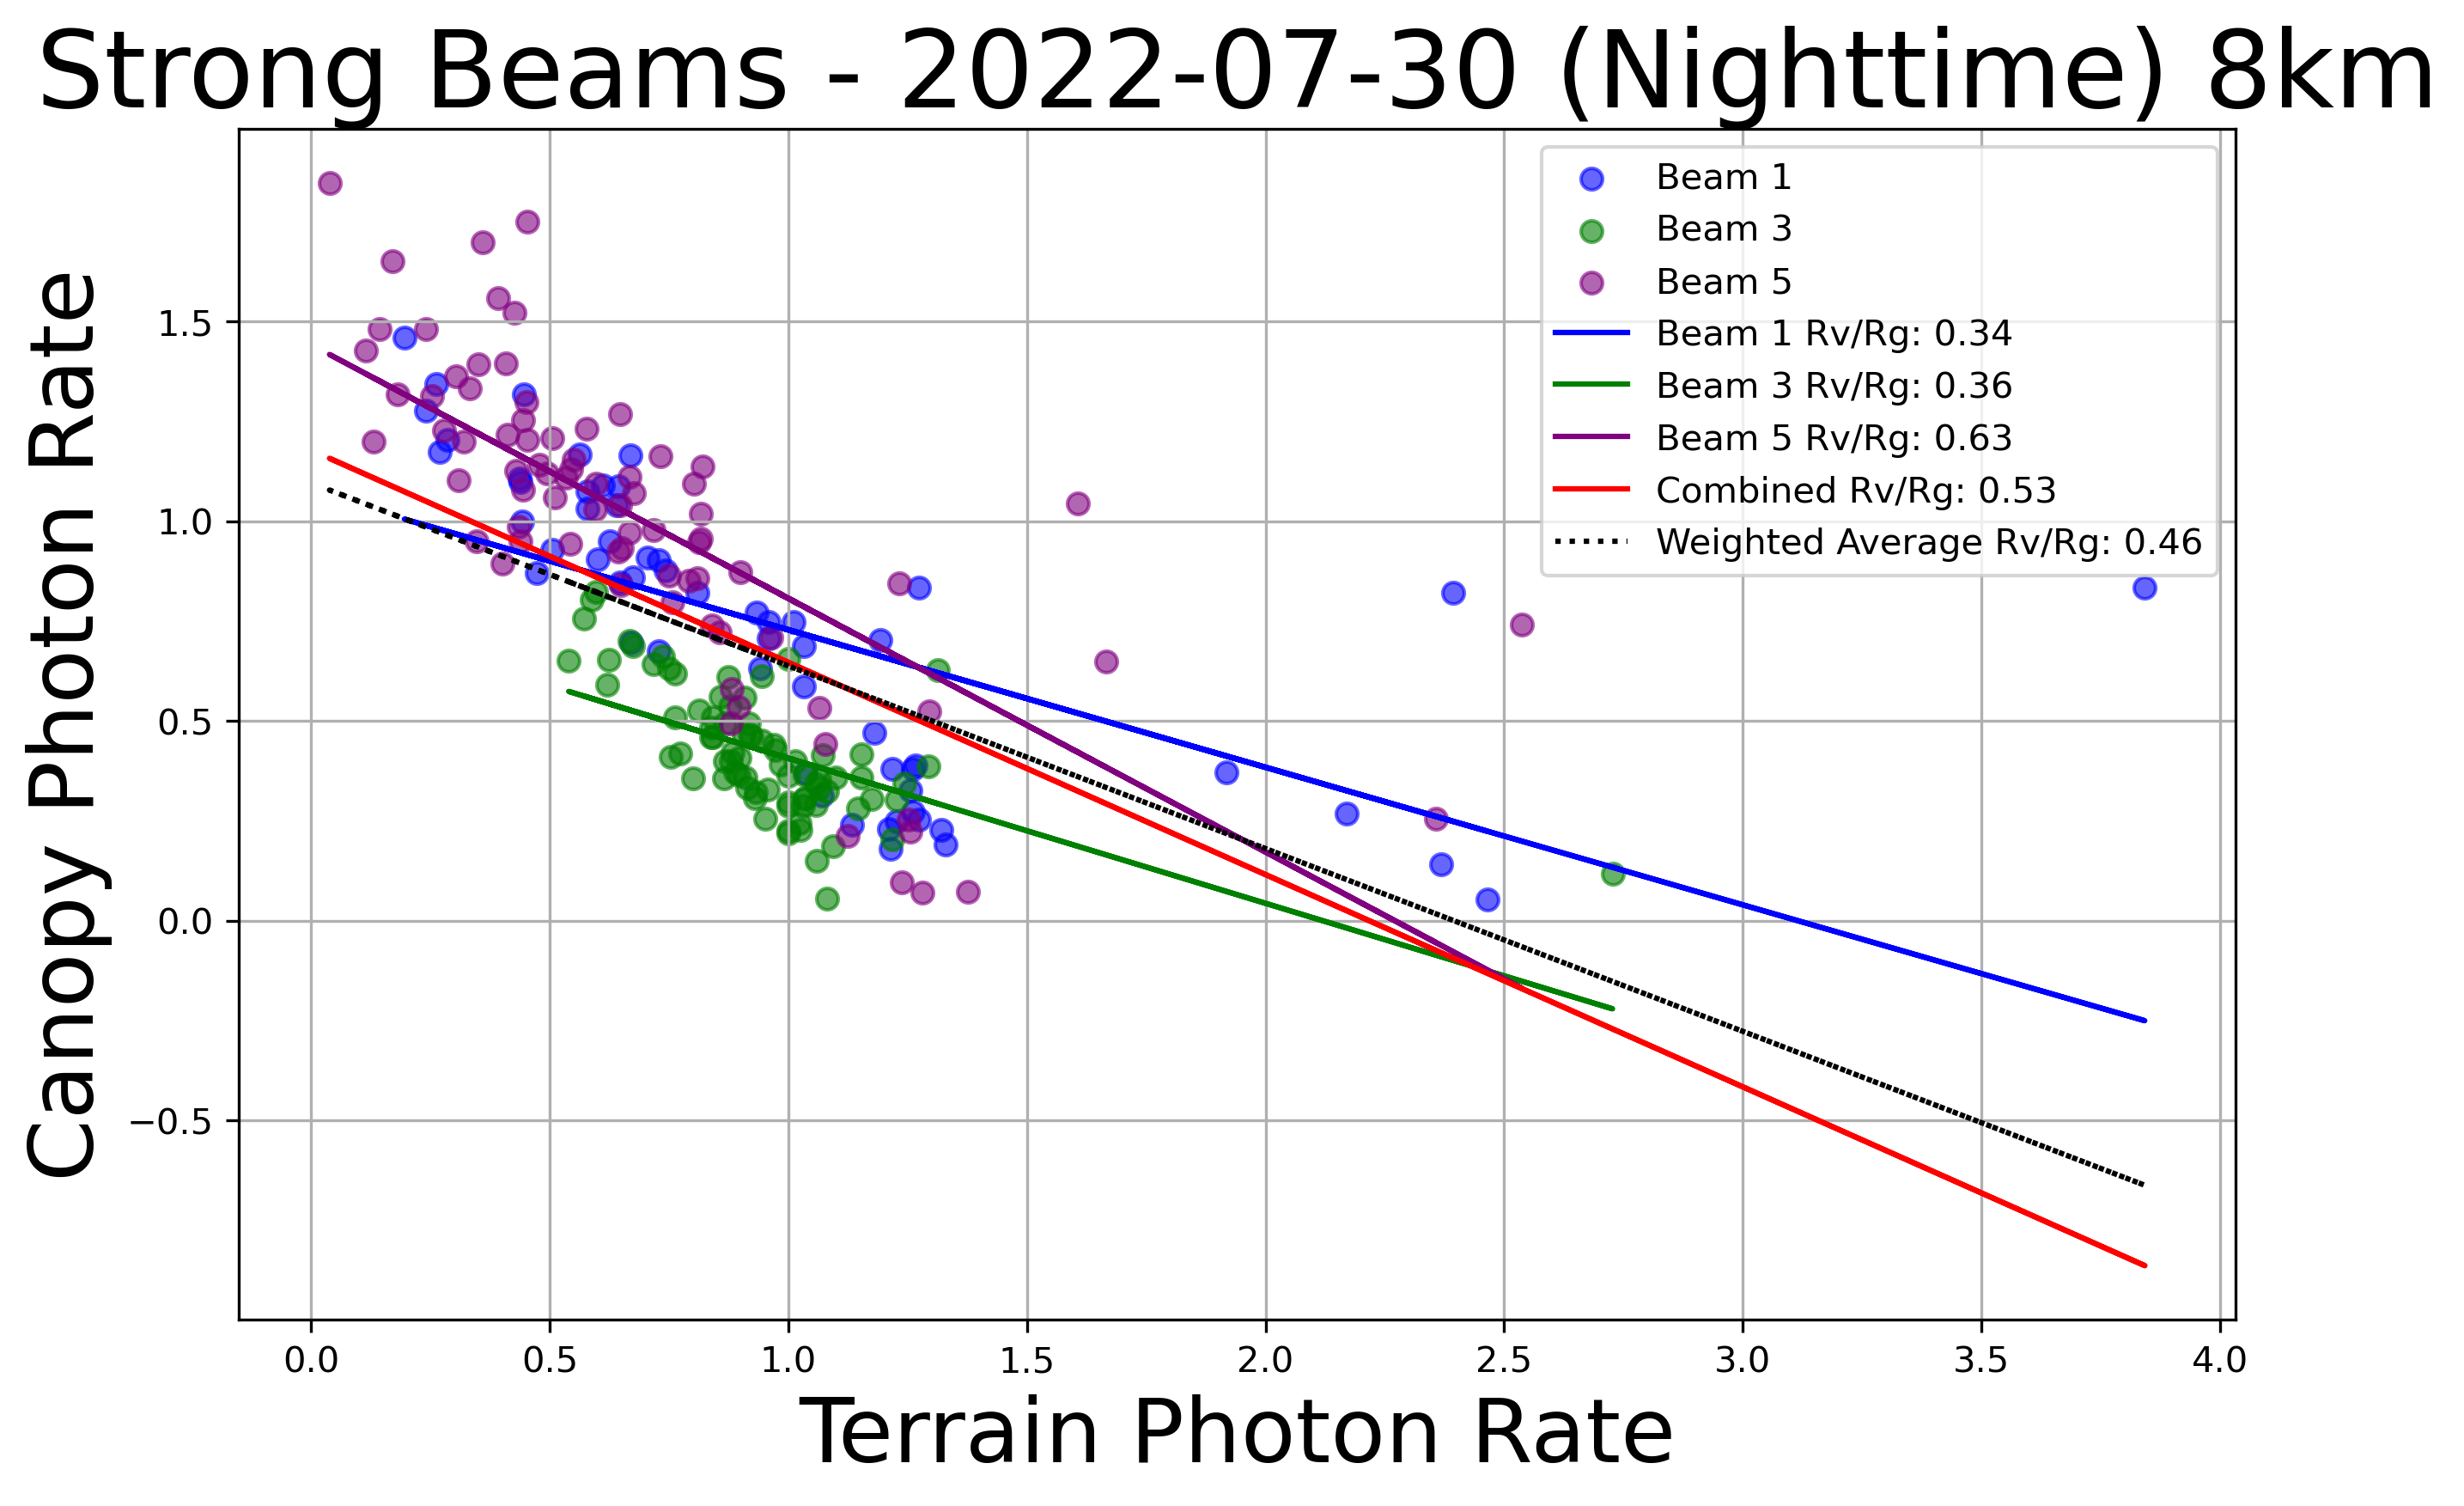 Strong Beams - 2022-07-30 (Nighttime) 8km
Canopy Photon Rate
1.5
1.0
0.5
0.0
−0.5
Beam 1
Beam 3
Beam 5
Beam 1 Rv/Rg: 0.34
Beam 3 Rv/Rg: 0.36
Beam 5 Rv/Rg: 0.63
Combined Rv/Rg: 0.53
Weighted Average Rv/Rg: 0.46
0.0 0.5 1.0 1.5 2.0 2.5 3.0 3.5 4.0
Terrain Photon Rate